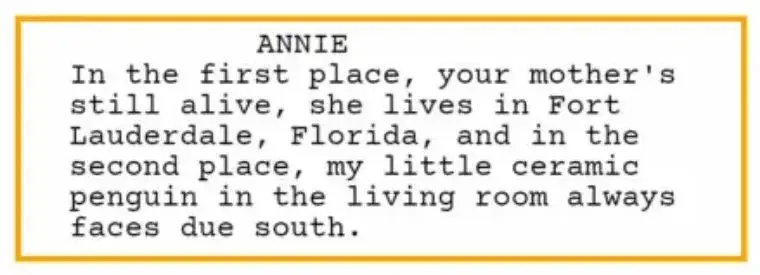 ANNIE
In the first place, your mother's
still alive, she lives in Fort
Lauderdale, Florida, and in the
second place, my little ceramic
penguin in the living room always
faces due south.